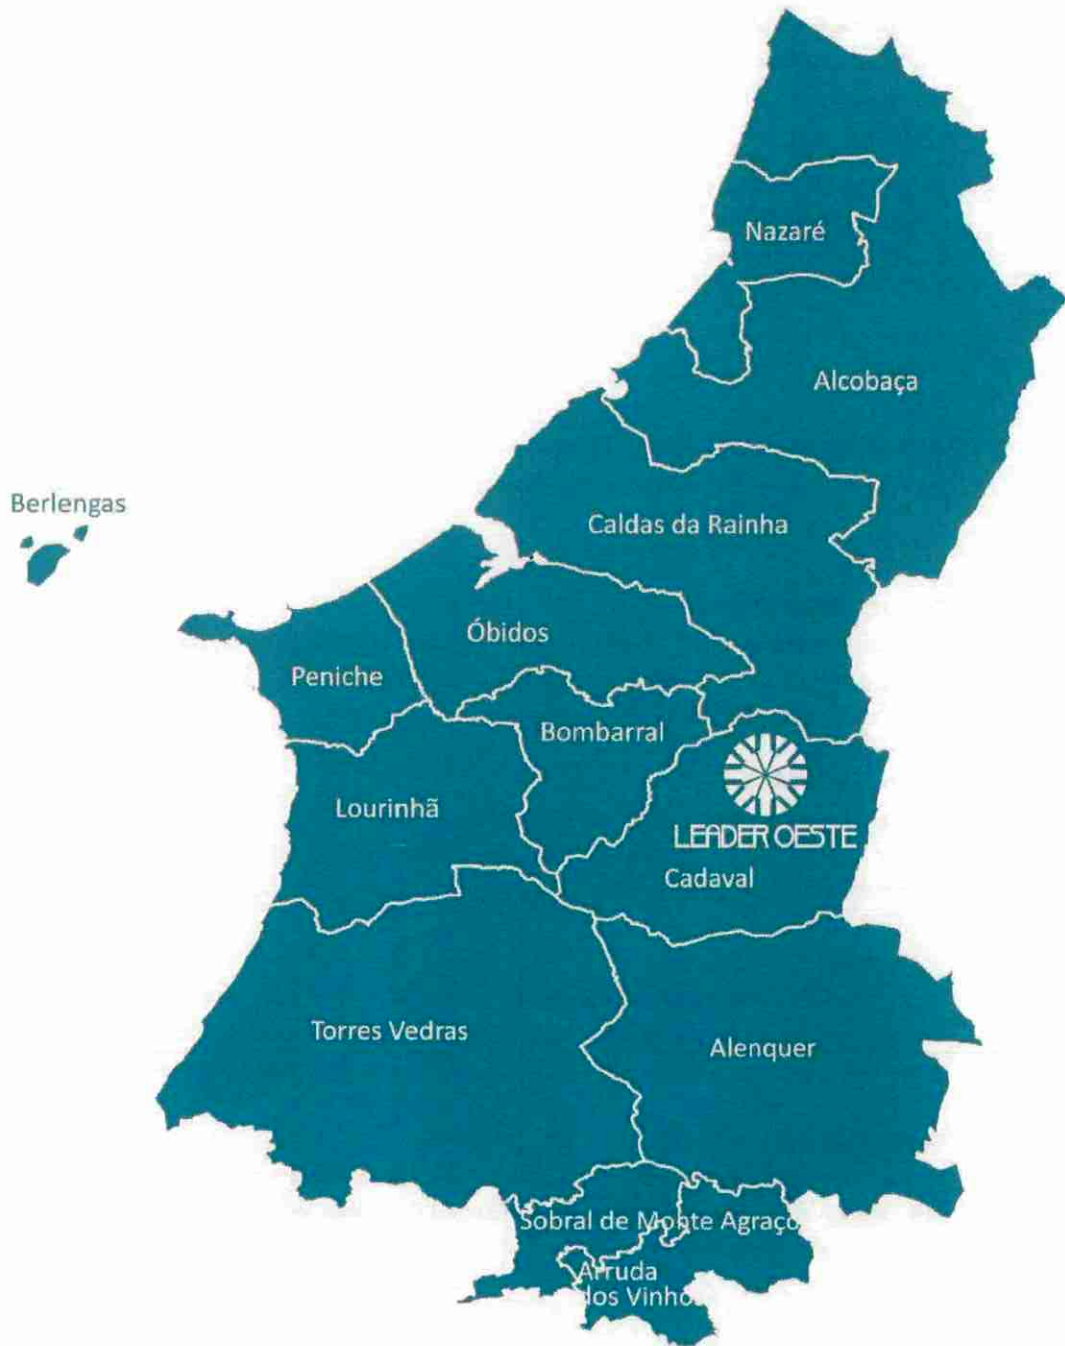 Nazaré
Alcobaça
Berlengas
Caldas da Rainha
Óbidos
Peniche
Bombarral
Lourinhã
LEADER OESTE
Cadaval
Torres Vedras
Alenquer
Sobral de Monte Agraço
Arruda
dos Vinhos